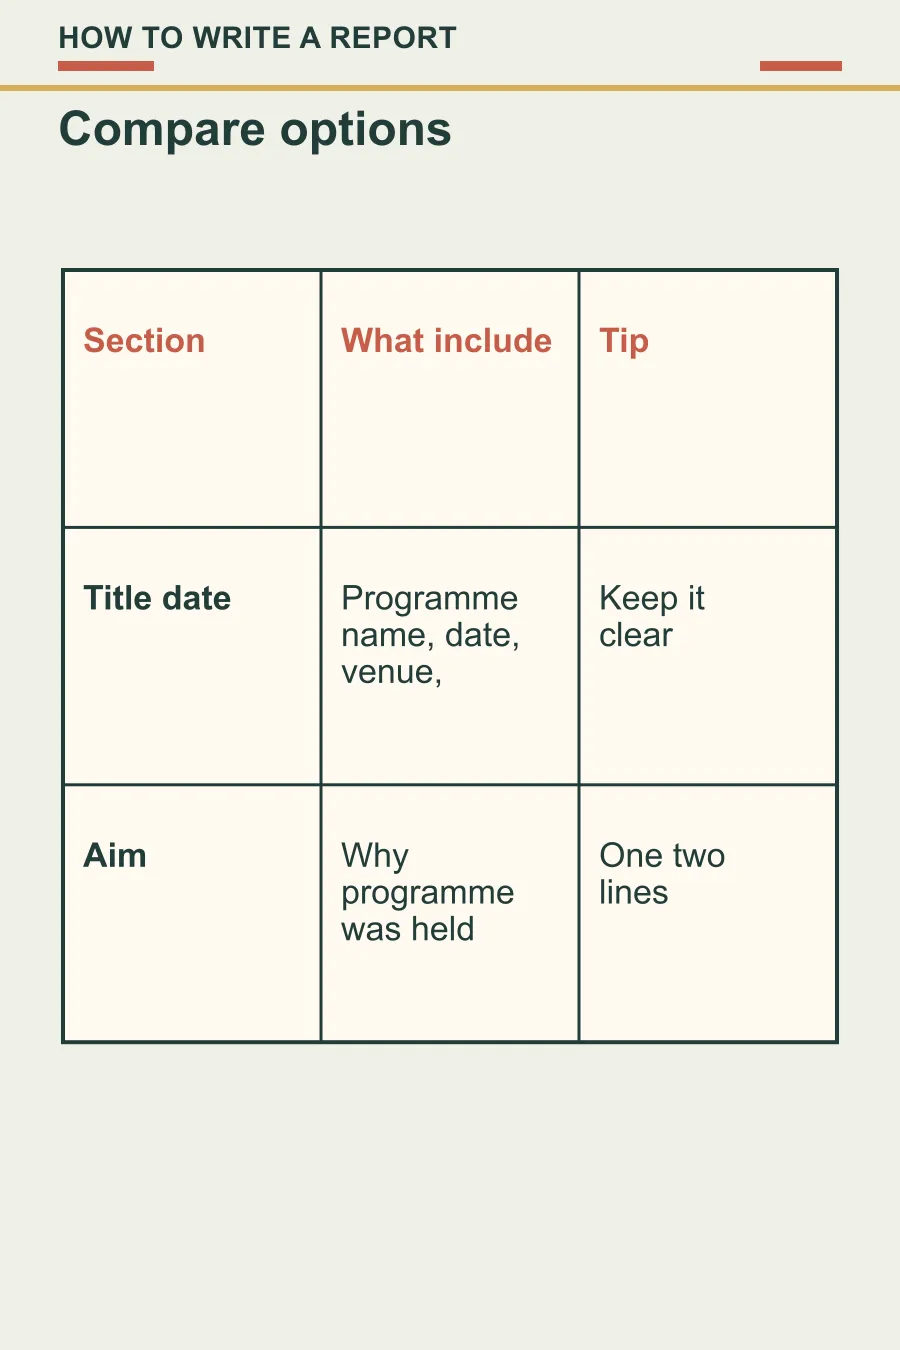 HOW TO WRITE A REPORT
Compare options
Section
What include
Tip
Title date
Programme
name, date,
venue,
Keep it
clear
Aim
Why
programme
was held
One two
lines